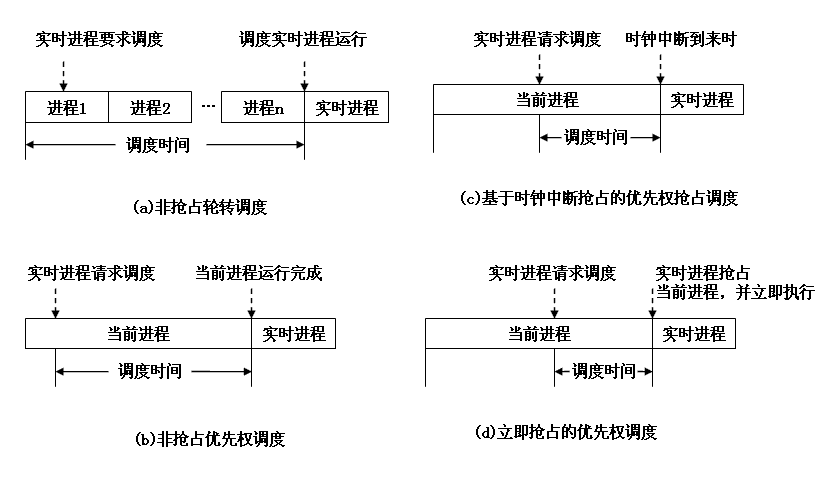 实时进程要求调度
调度实时进程运行
进程1
进程2
…
进程n
实时进程
调度时间
(a)非抢占轮转调度
实时进程请求调度
时钟中断到来时
当前进程
实时进程
调度时间
(c)基于时钟中断抢占的优先权抢占调度
实时进程请求调度
当前进程运行完成
当前进程
实时进程
调度时间
(b)非抢占优先权调度
实时进程请求调度
实时进程抢占
当前进程，并立即执行
当前进程
实时进程
调度时间
(d)立即抢占的优先权调度